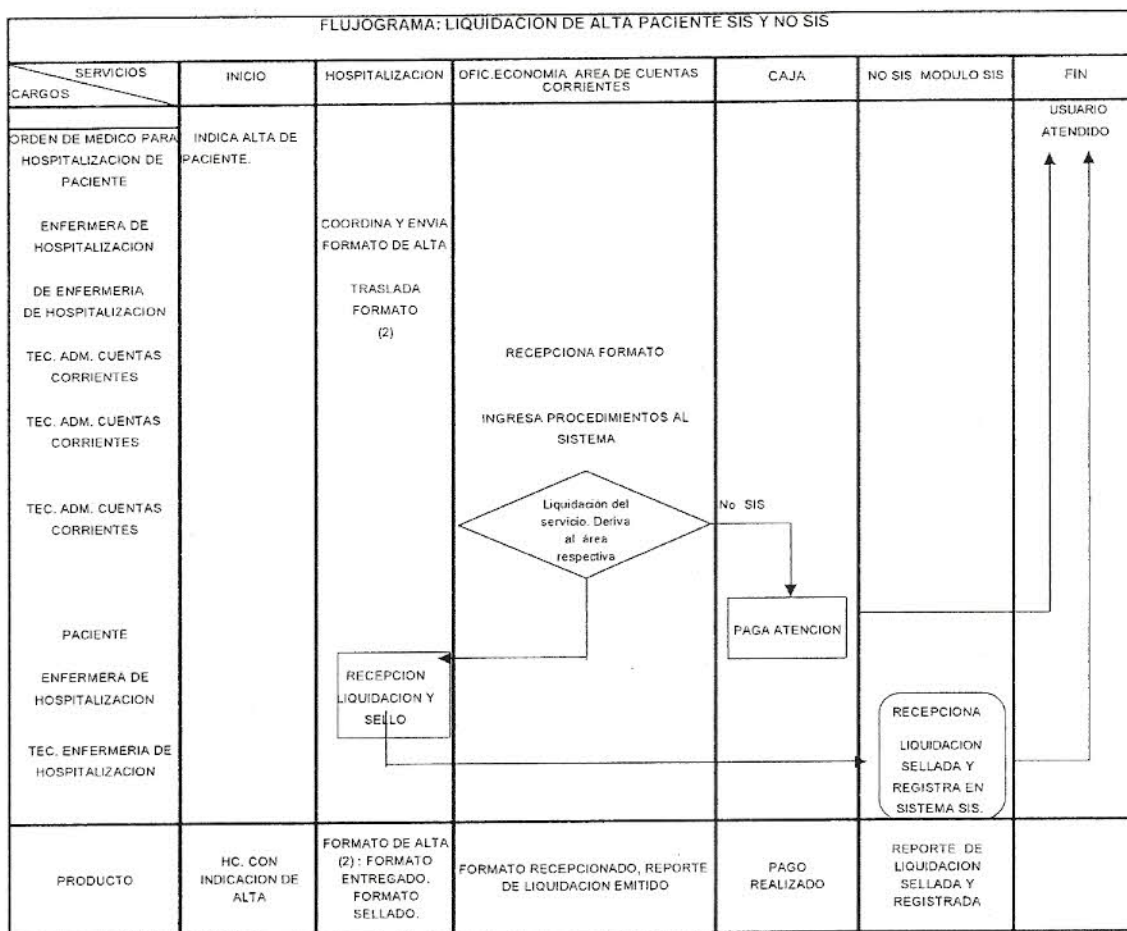 FLUJOGRAMA: LIQUIDACION DE ALTA PACIENTE SIS Y NO SIS
SERVICIOS
CARGOS
INICIO
HOSPITALIZACION
OFIC.ECONOMIA AREA DE CUENTAS
CORRIENTES
CAJA
NO SIS MODULO SIS
FIN
ORDEN DE MEDICO PARA
HOSPITALIZACION DE
PACIENTE
INDICA ALTA DE
PACIENTE.
USUARIO
ATENDIDO
ENFERMERA DE
HOSPITALIZACION
COORDINA Y ENVIA
FORMATO DE ALTA
DE ENFERMERIA
DE HOSPITALIZACION
TRASLADA
FORMATO
(2)
TEC. ADM. CUENTAS
CORRIENTES
RECEPCIONA FORMATO
TEC. ADM. CUENTAS
CORRIENTES
INGRESA PROCEDIMIENTOS AL
SISTEMA
TEC. ADM. CUENTAS
CORRIENTES
Liquidación del
servicio. Deriva
al área
respectiva
No SIS
PACIENTE
PAGA ATENCION
ENFERMERA DE
HOSPITALIZACION
RECEPCION
LIQUIDACION Y
SELLO
TEC. ENFERMERIA DE
HOSPITALIZACION
RECEPCIONA
LIQUIDACION
SELLADA Y
REGISTRA EN
SISTEMA SIS.
PRODUCTO
HC. CON
INDICACION DE
ALTA
FORMATO DE ALTA
(2) : FORMATO
ENTREGADO.
FORMATO
SELLADO.
FORMATO RECEPCIONADO, REPORTE
DE LIQUIDACION EMITIDO
PAGO
REALIZADO
REPORTE DE
LIQUIDACION
SELLADA Y
REGISTRADA